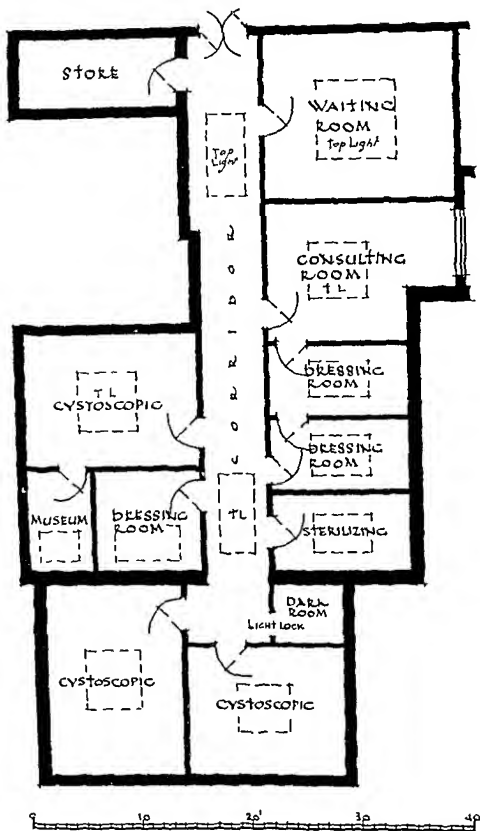 STORE
WAITING
ROOM
Top Light
Top
Light
CORRIDOR
CONSULTING
ROOM
TL
DRESSING
ROOM
TL
CYSTOSCOPIC
DRESSING
ROOM
MUSEUM
DRESSING
ROOM
TL
STERILIZING
DARK
ROOM
LIGHT LOCK
CYSTOSCOPIC
CYSTOSCOPIC
0 10 20' 30 40